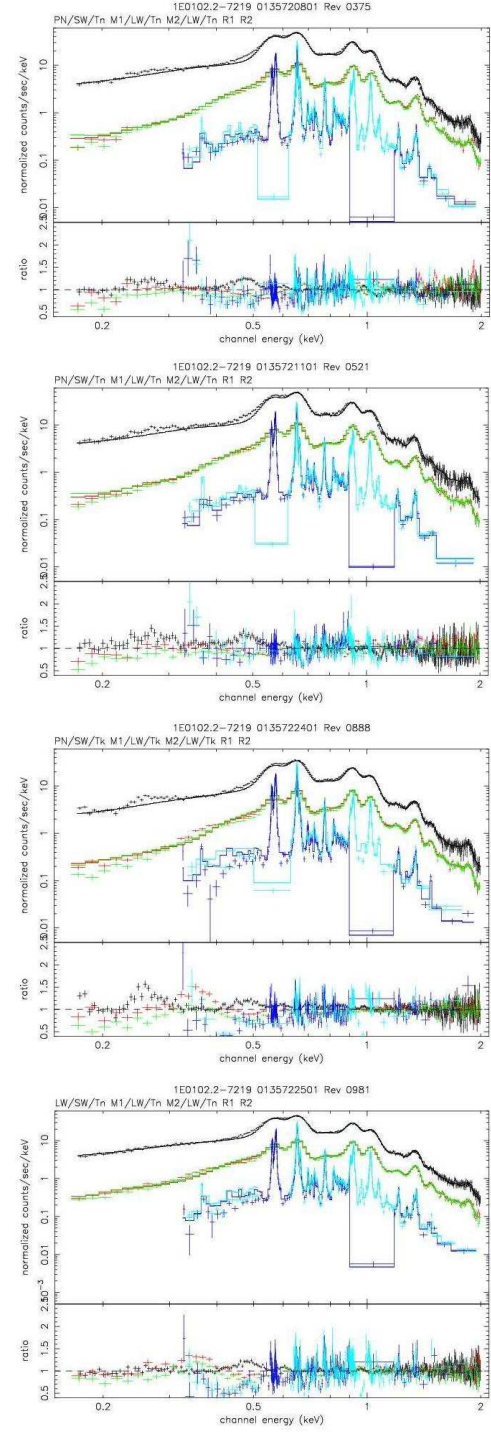 1E0102.2−7219 0135720801 Rev 0375
PN/SW/Tn M1/LW/Tn M2/LW/Tn R1 R2
normalized counts/sec/keV
10
1
0.1
0.01
ratio
2.5
2
1.5
1
0.5
0.2 0.5 1 2
channel energy (keV)
1E0102.2−7219 0135721101 Rev 0521
PN/SW/Tn M1/LW/Tn M2/LW/Tn R1 R2
normalized counts/sec/keV
10
1
0.1
0.01
ratio
2.5
2
1.5
1
0.5
0.2 0.5 1 2
channel energy (keV)
1E0102.2−7219 0135722401 Rev 0888
PN/SW/Tk M1/LW/Tk M2/LW/Tk R1 R2
normalized counts/sec/keV
10
1
0.1
0.01
ratio
2.5
2
1.5
1
0.5
0.2 0.5 1 2
channel energy (keV)
1E0102.2−7219 0135722501 Rev 0981
LW/SW/Tn M1/LW/Tn M2/LW/Tn R1 R2
normalized counts/sec/keV
10
1
0.1
0.01
10⁻³
ratio
2.5
2
1.5
1
0.5
0.2 0.5 1 2
channel energy (keV)